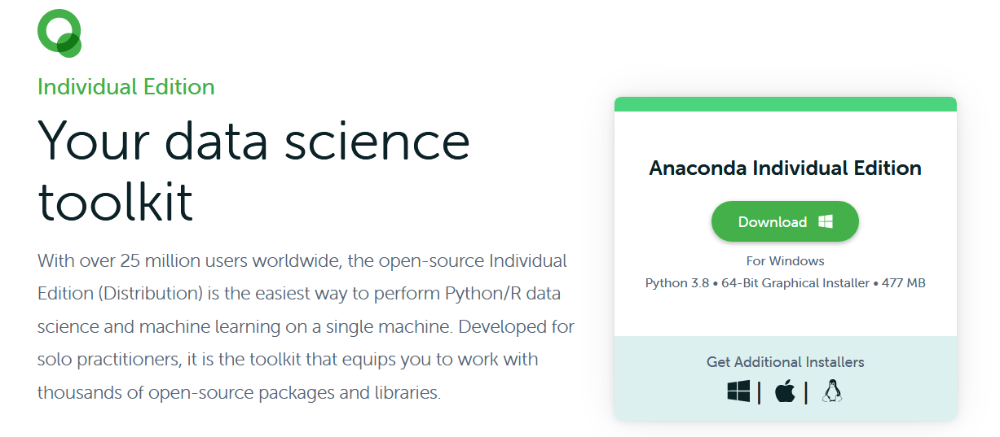 Individual Edition
Your data science
toolkit
With over 25 million users worldwide, the open-source Individual
Edition (Distribution) is the easiest way to perform Python/R data
science and machine learning on a single machine. Developed for
solo practitioners, it is the toolkit that equips you to work with
thousands of open-source packages and libraries.
Anaconda Individual Edition
Download
For Windows
Python 3.8 • 64-Bit Graphical Installer • 477 MB
Get Additional Installers
| |